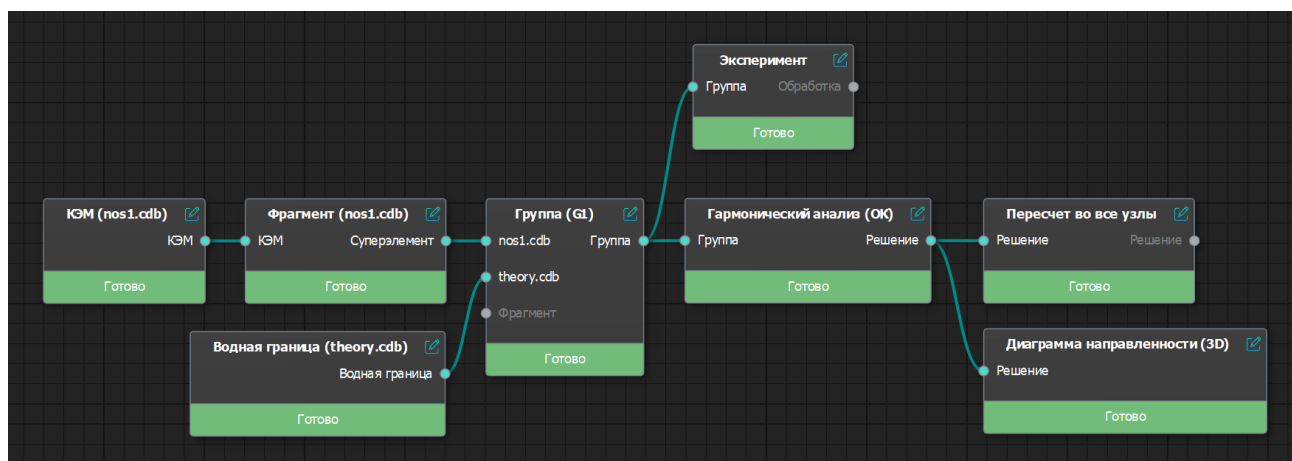 Эксперимент
Группа Обработка
Готово
КЭМ (nos1.cdb)
КЭМ
Готово
Фрагмент (nos1.cdb)
КЭМ Суперэлемент
Готово
Группа (G1)
nos1.cdb Группа
theory.cdb
Фрагмент
Готово
Гармонический анализ (ОК)
Группа Решение
Готово
Пересчет во все узлы
Решение Решение
Готово
Водная граница (theory.cdb)
Водная граница
Готово
Диаграмма направленности (3D)
Решение
Готово